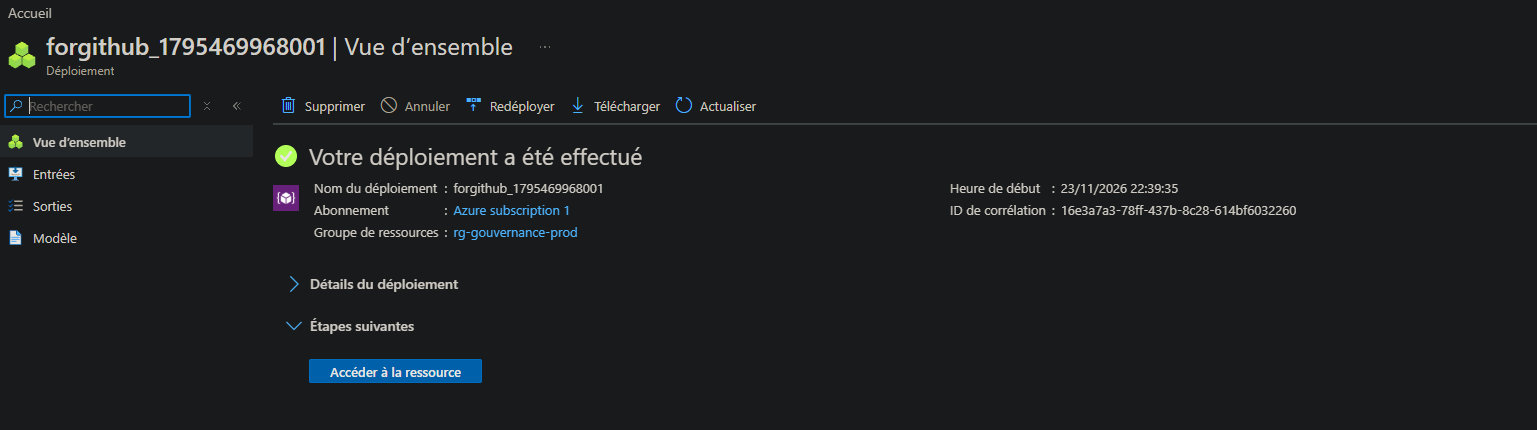 Accueil
forgithub_1795469968001 | Vue d’ensemble ...
Déploiement
Rechercher
Supprimer Annuler Redéployer Télécharger Actualiser
Vue d’ensemble
Entrées
Sorties
Modèle
Votre déploiement a été effectué
Nom du déploiement : forgithub_1795469968001
Abonnement : Azure subscription 1
Groupe de ressources : rg-gouvernance-prod
Heure de début : 23/11/2026 22:39:35
ID de corrélation : 16e3a7a3-78ff-437b-8c28-614bf6032260
Détails du déploiement
Étapes suivantes
Accéder à la ressource